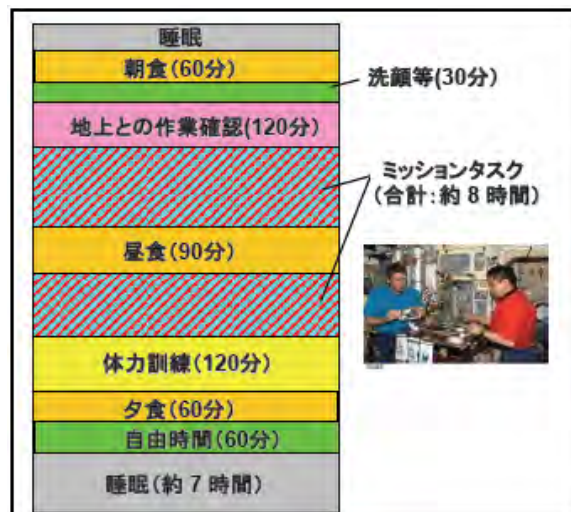 睡眠
朝食(60分)
洗顔等(30分)
地上との作業確認(120分)
ミッションタスク
(合計:約 8 時間)
昼食(90分)
体力訓練(120分)
夕食(60分)
自由時間(60分)
睡眠(約 7 時間)